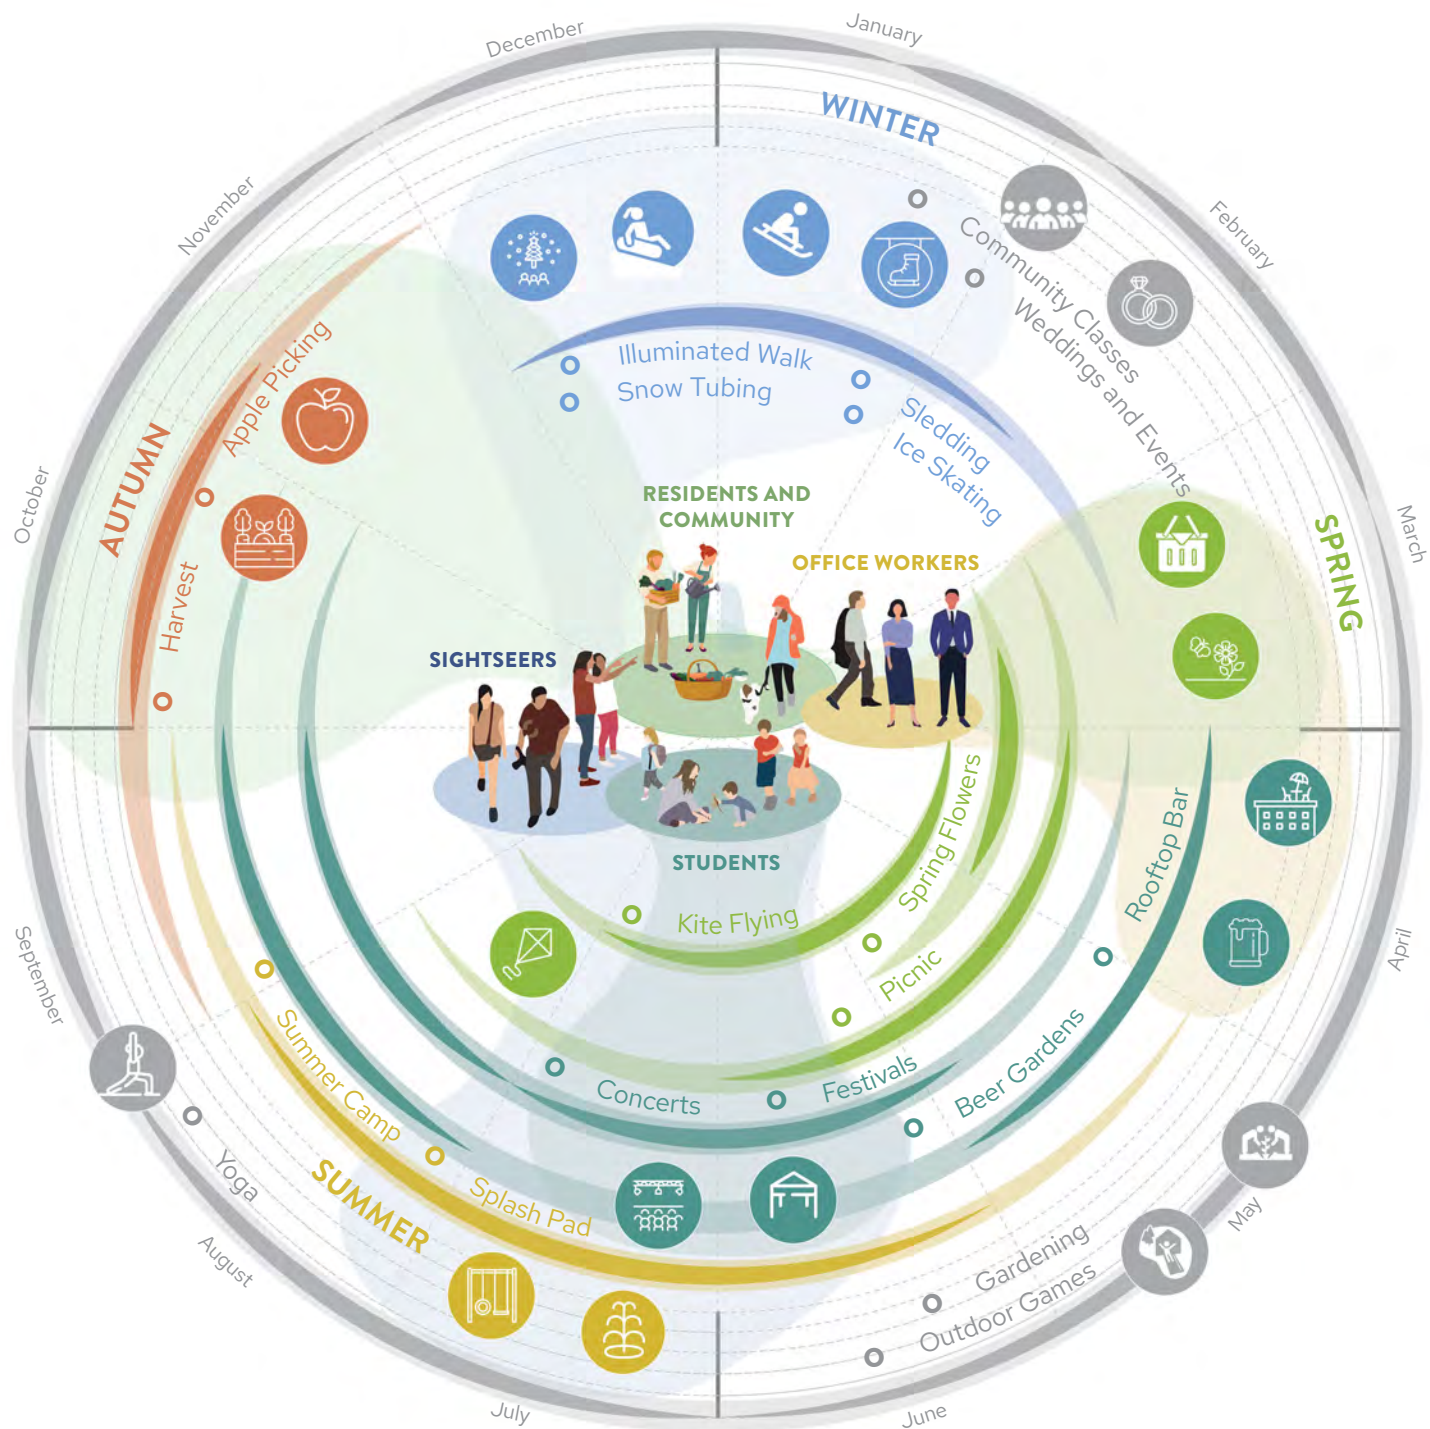 December
January
WINTER
November
February
Community Classes
Weddings and Events
Illuminated Walk
Snow Tubing
Sledding
Ice Skating
Apple Picking
AUTUMN
October
Harvest
RESIDENTS AND
COMMUNITY
OFFICE WORKERS
SIGHTSEERS
STUDENTS
March
SPRING
Spring Flowers
Rooftop Bar
Kite Flying
Picnic
April
September
Summer Camp
Concerts
Festivals
Beer Gardens
Yoga
SUMMER
Splash Pad
August
May
Gardening
Outdoor Games
July
June